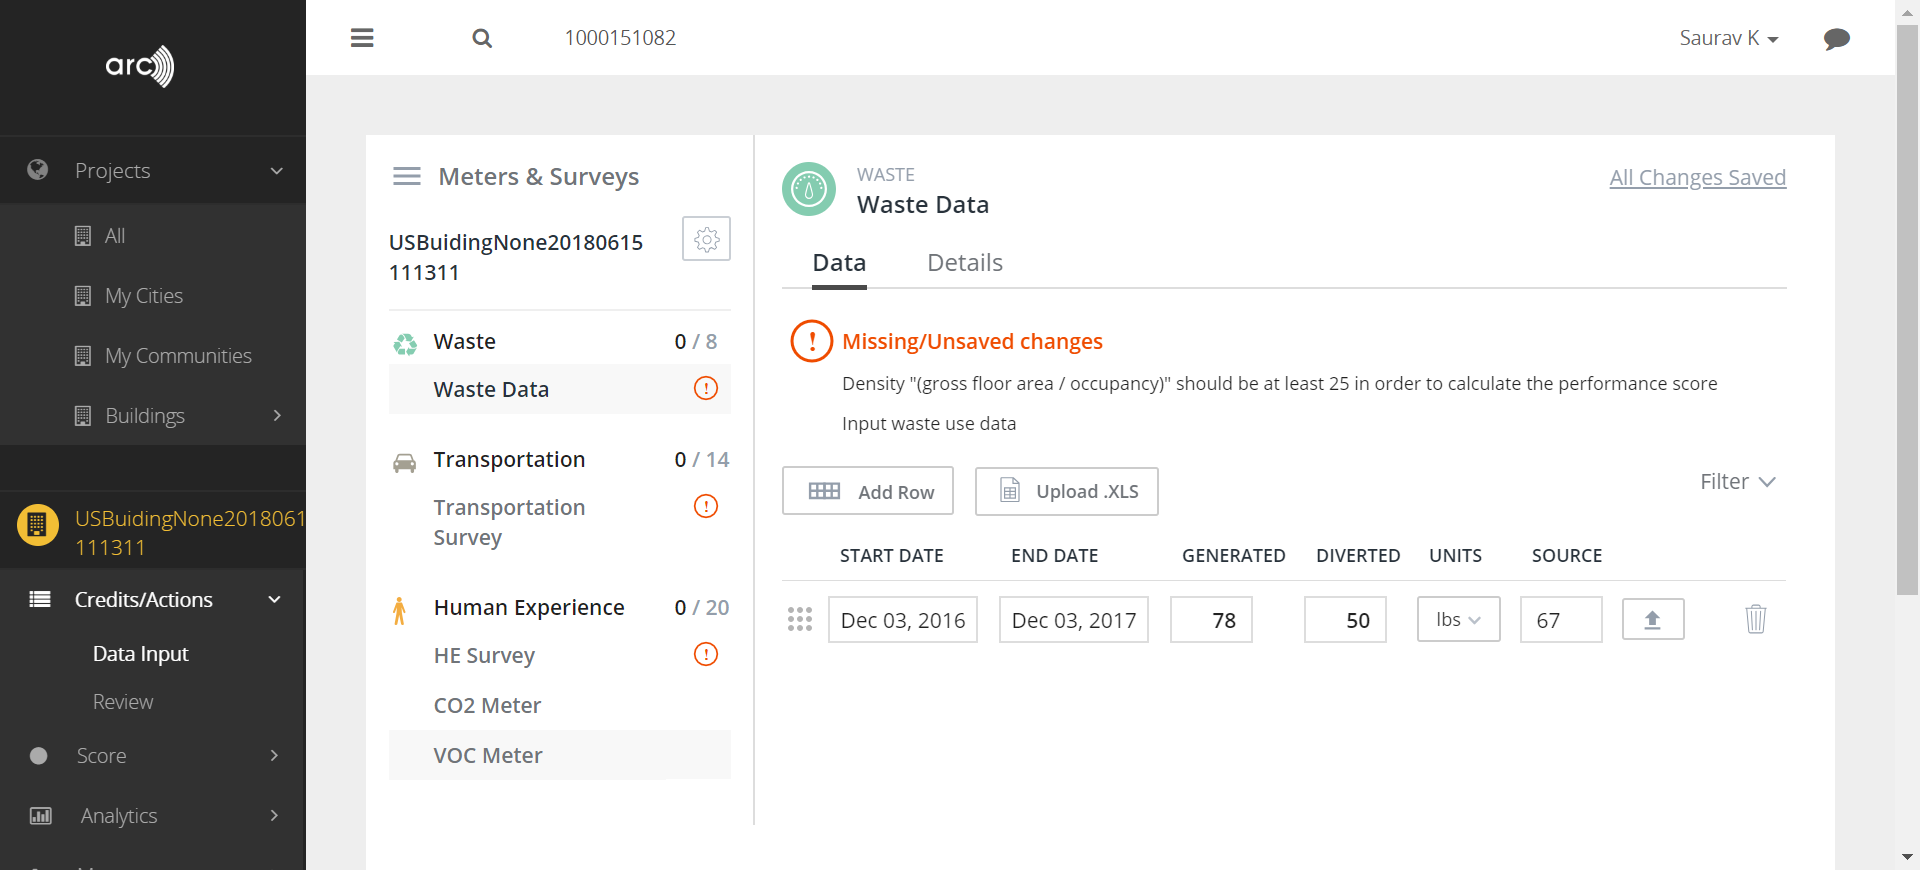 arc
1000151082
Saurav K
Projects
All
My Cities
My Communities
Buildings
USBuidingNone2018061
111311
Credits/Actions
Data Input
Review
Score
Analytics
Meters & Surveys
USBuidingNone20180615
111311
Waste 0 / 8
Waste Data
Transportation 0 / 14
Transportation
Survey
Human Experience 0 / 20
HE Survey
CO2 Meter
VOC Meter
WASTE
Waste Data
All Changes Saved
Data Details
Missing/Unsaved changes
Density "(gross floor area / occupancy)" should be at least 25 in order to calculate the performance score
Input waste use data
Add Row Upload .XLS Filter
START DATE END DATE GENERATED DIVERTED UNITS SOURCE
Dec 03, 2016 Dec 03, 2017 78 50 lbs 67